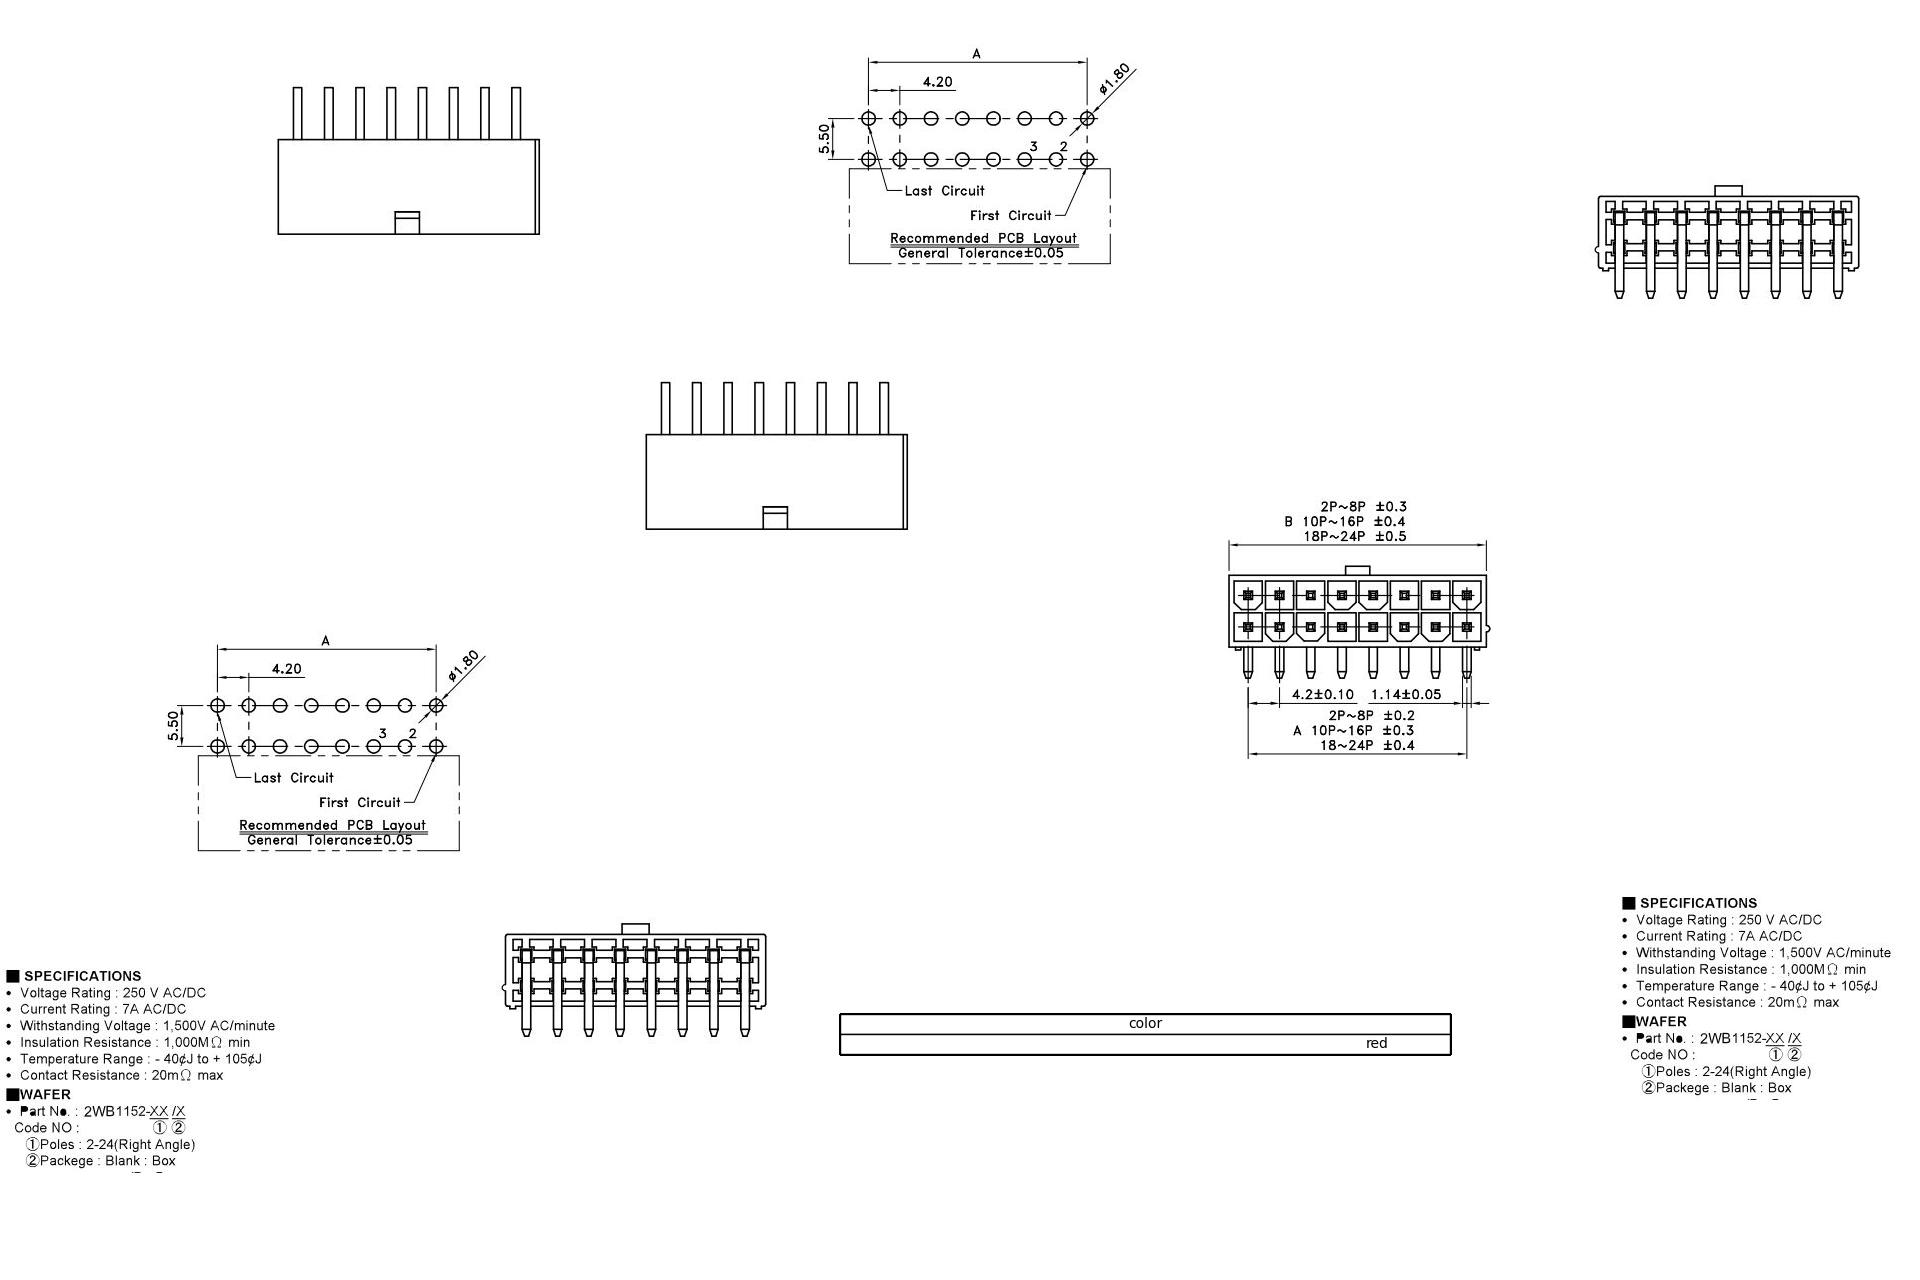 A
4.20
ø1.80
5.50
3 2
Last Circuit
First Circuit
Recommended PCB Layout
General Tolerance±0.05
2P~8P ±0.3
B 10P~16P ±0.4
18P~24P ±0.5
4.2±0.10 1.14±0.05
2P~8P ±0.2
A 10P~16P ±0.3
18~24P ±0.4
A
4.20
ø1.80
5.50
3 2
Last Circuit
First Circuit
Recommended PCB Layout
General Tolerance±0.05
■ SPECIFICATIONS
• Voltage Rating : 250 V AC/DC
• Current Rating : 7A AC/DC
• Withstanding Voltage : 1,500V AC/minute
• Insulation Resistance : 1,000MΩ min
• Temperature Range : - 40¢J to + 105¢J
• Contact Resistance : 20mΩ max
■WAFER
• Part No. : 2WB1152-XX /X
Code NO : ① ②
①Poles : 2-24(Right Angle)
②Packege : Blank : Box
color
red
■ SPECIFICATIONS
• Voltage Rating : 250 V AC/DC
• Current Rating : 7A AC/DC
• Withstanding Voltage : 1,500V AC/minute
• Insulation Resistance : 1,000MΩ min
• Temperature Range : - 40¢J to + 105¢J
• Contact Resistance : 20mΩ max
■WAFER
• Part No. : 2WB1152-XX /X
Code NO : ① ②
①Poles : 2-24(Right Angle)
②Packege : Blank : Box